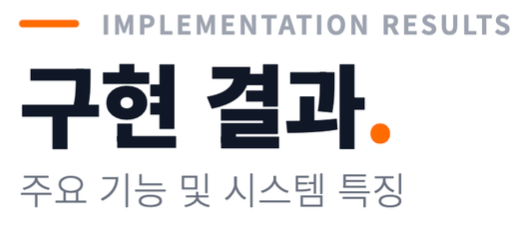 IMPLEMENTATION RESULTS
구현 결과.
주요 기능 및 시스템 특징